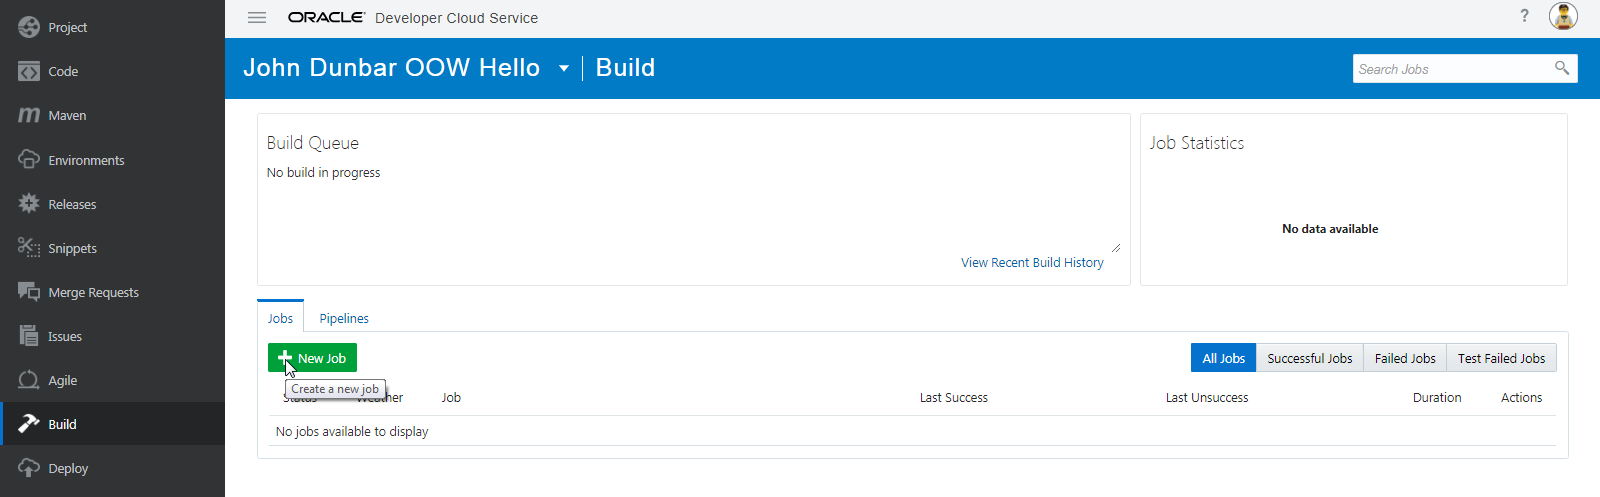 Project
Code
Maven
Environments
Releases
Snippets
Merge Requests
Issues
Agile
Build
Deploy
ORACLE® Developer Cloud Service
?
John Dunbar OOW Hello Build
Search Jobs
Build Queue
No build in progress
View Recent Build History
Job Statistics
No data available
Jobs Pipelines
New Job All Jobs Successful Jobs Failed Jobs Test Failed Jobs
Create a new job
Status Weather Job Last Success Last Unsuccess Duration Actions
No jobs available to display